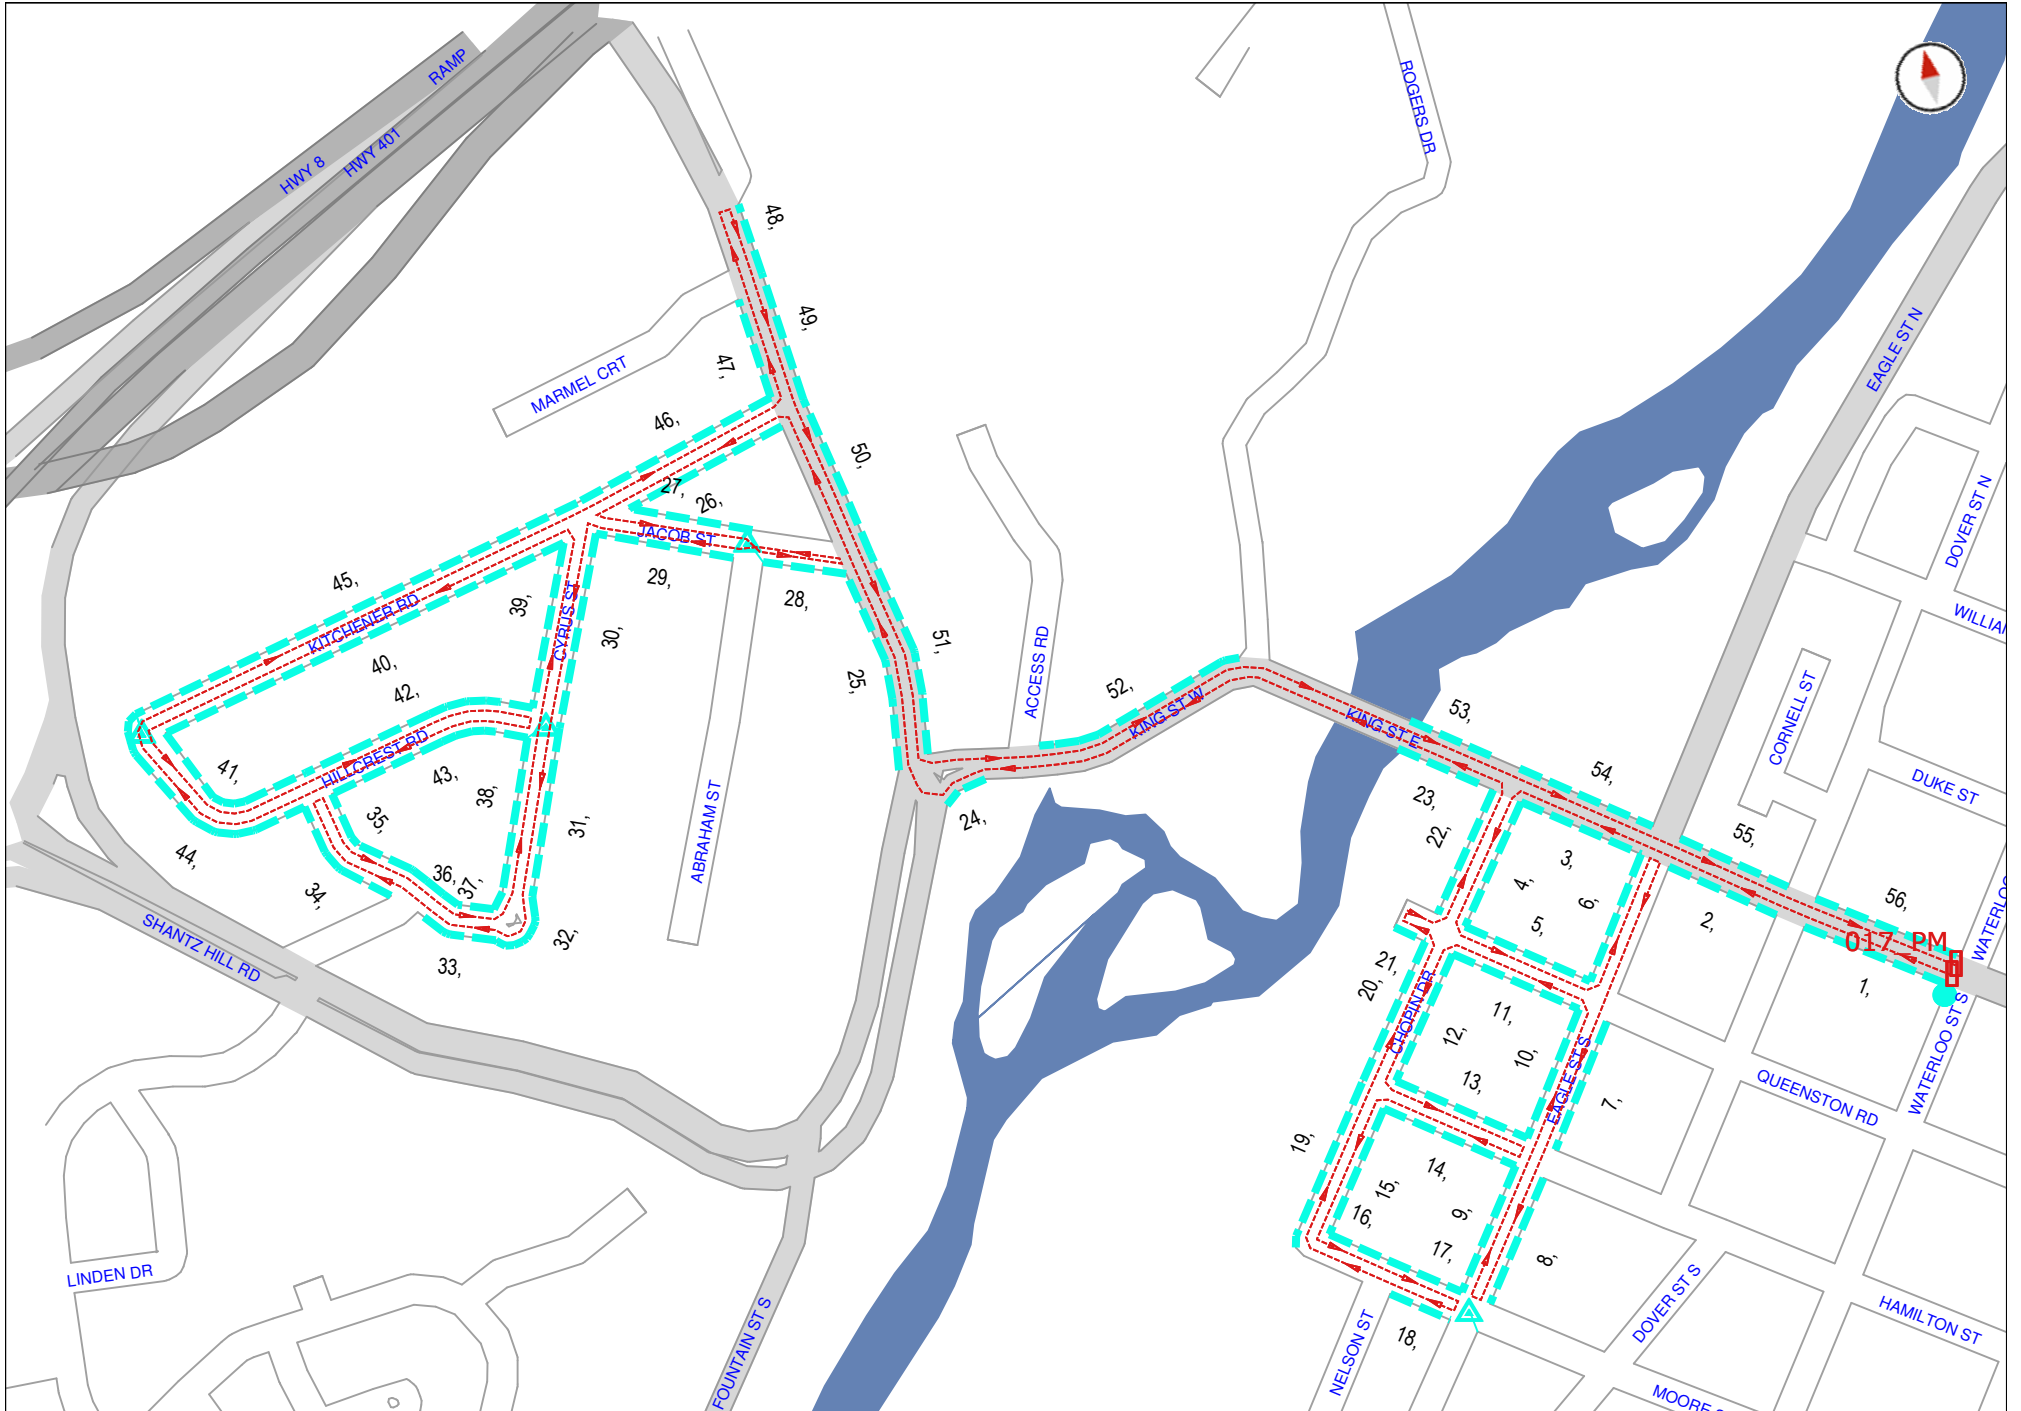 RAMP
HWY 8
HWY 401
ROGERS DR
48,
49,
47,
MARMEL CRT
EAGLE ST N
46,
50,
27,
26,
JACOB ST
DOVER ST N
45,
29,
28,
39,
CYRUS ST
30,
KITCHENER RD
40,
42,
51,
25,
ACCESS RD
52,
KING ST W
53,
KING ST E
CORNELL ST
41,
HILLCREST RD
43,
38,
54,
DUKE ST
35,
31,
ABRAHAM ST
24,
23,
22,
55,
44,
34,
36,
37,
3,
4,
6,
5,
2,
56,
017_PM
SHANTZ HILL RD
33,
32,
21,
20,
CHOPIN DR
11,
12,
10,
1,
WATERLOO ST S
13,
EAGLE ST S
7,
QUEENSTON RD
19,
14,
15,
16,
9,
17,
8,
LINDEN DR
FOUNTAIN ST S
NELSON ST
18,
DOVER ST S
HAMILTON ST
MOORE